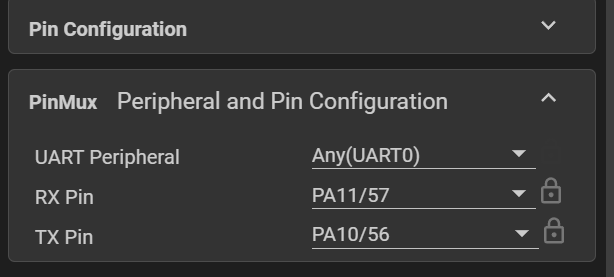 Pin Configuration
PinMux Peripheral and Pin Configuration
UART Peripheral Any(UART0)
RX Pin PA11/57
TX Pin PA10/56